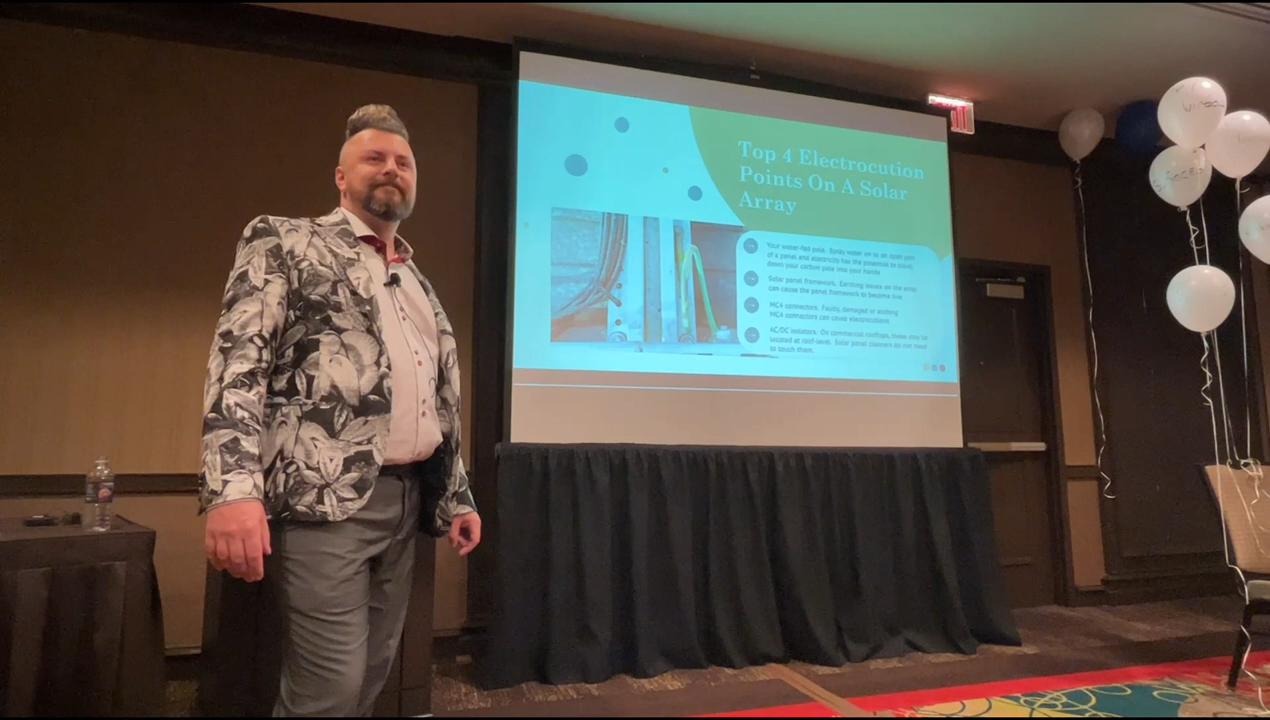 Top 4 Electrocution
Points On A Solar
Array
Your water-fed pole. Spray water on to an open part
of a panel and electricity has the potential to travel
down your carbon pole into your hands
Solar panel framework. Earthing issues on the array
can cause the panel framework to become live
MC4 connectors. Faulty, damaged or arching
MC4 connectors can cause electrocutions
AC/DC isolators. On commercial rooftops, these may be
located at roof-level. Solar panel cleaners do not need
to touch them.